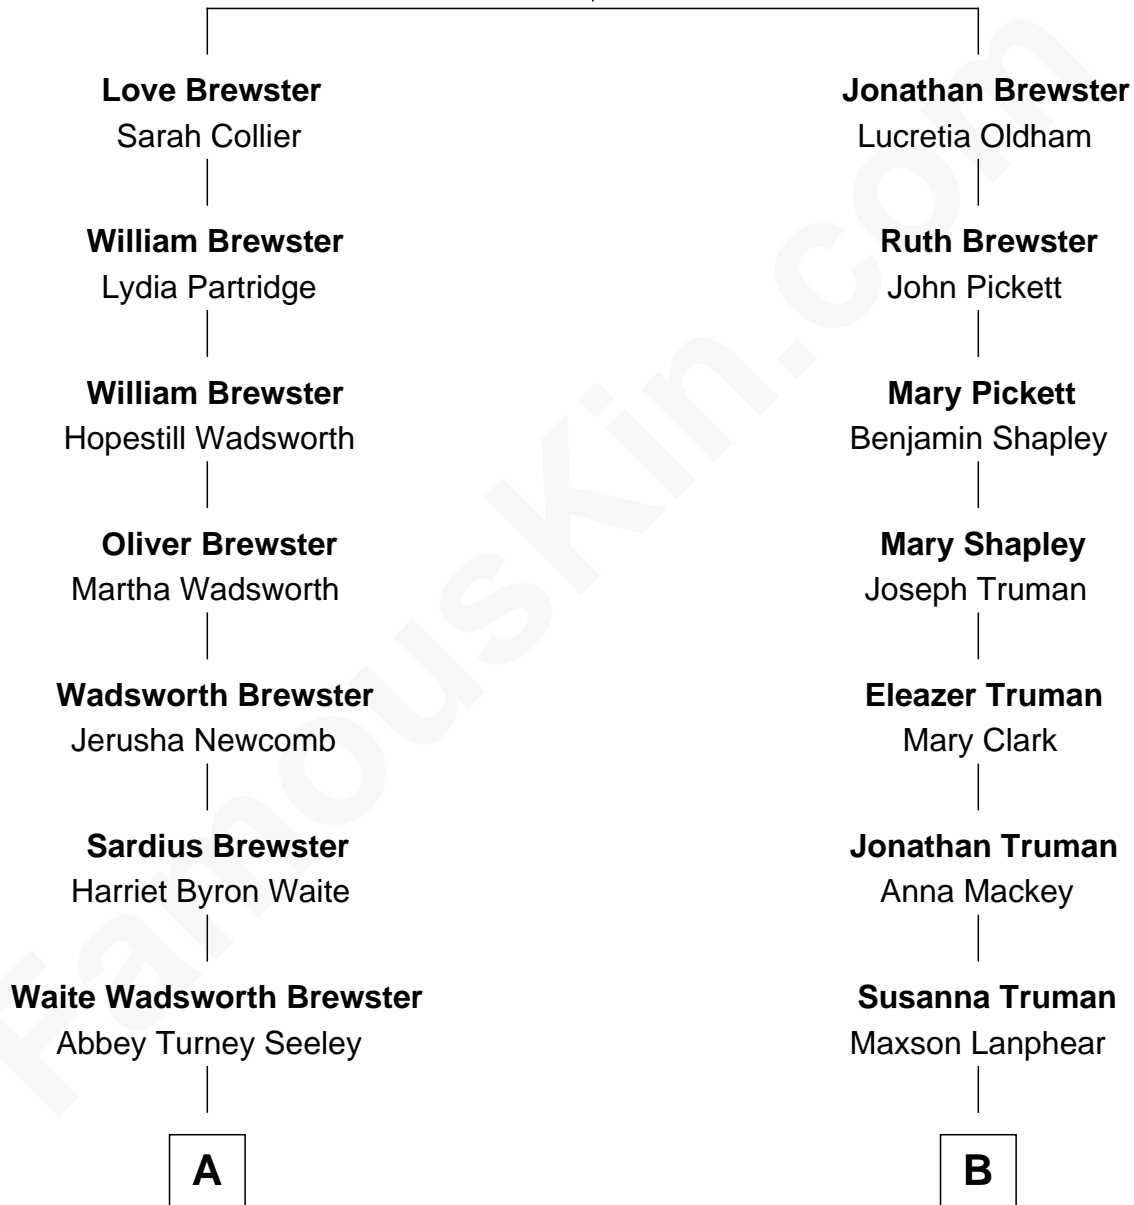 Love Brewster
Sarah Collier
William Brewster
Lydia Partridge
William Brewster
Hopestill Wadsworth
Oliver Brewster
Martha Wadsworth
Wadsworth Brewster
Jerusha Newcomb
Sardius Brewster
Harriet Byron Waite
Waite Wadsworth Brewster
Abbey Turney Seeley
A
Jonathan Brewster
Lucretia Oldham
Ruth Brewster
John Pickett
Mary Pickett
Benjamin Shapley
Mary Shapley
Joseph Truman
Eleazer Truman
Mary Clark
Jonathan Truman
Anna Mackey
Susanna Truman
Maxson Lanphear
B
FamousKin.com